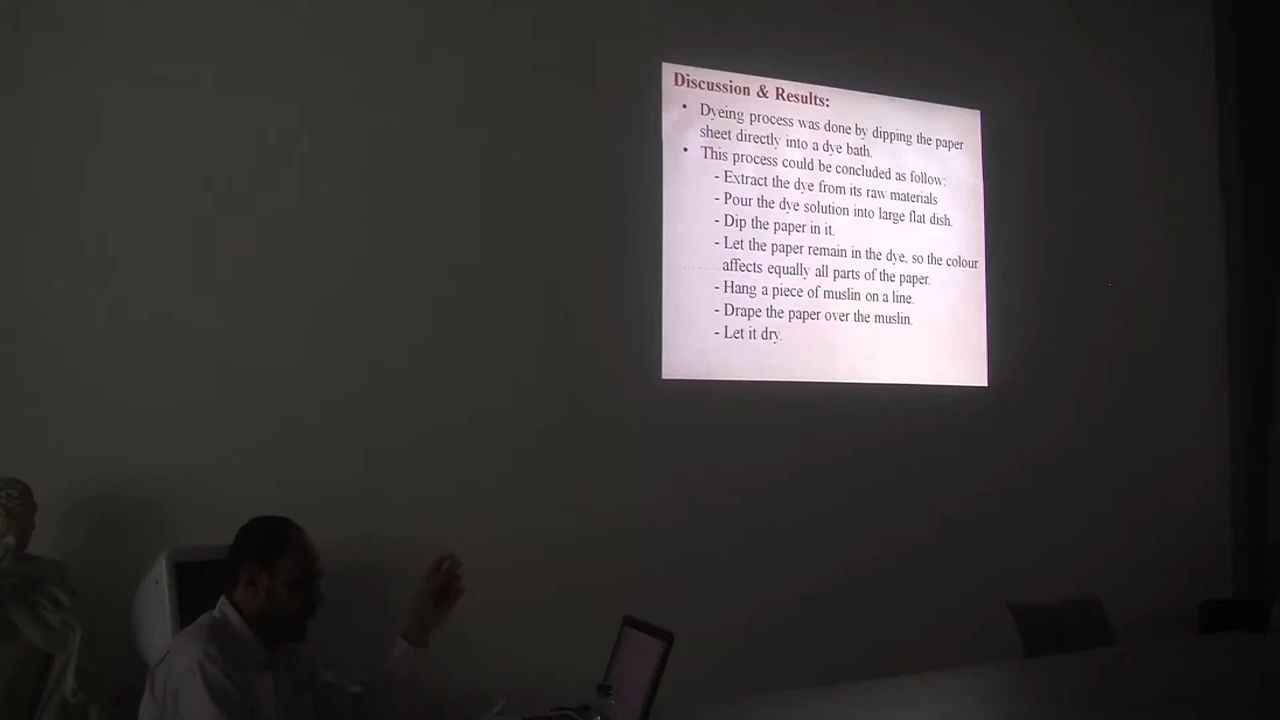 Discussion & Results:
• Dyeing process was done by dipping the paper
sheet directly into a dye bath.
• This process could be concluded as follow:
- Extract the dye from its raw materials
- Pour the dye solution into large flat dish.
- Dip the paper in it.
- Let the paper remain in the dye, so the colour
affects equally all parts of the paper.
- Hang a piece of muslin on a line.
- Drape the paper over the muslin.
- Let it dry.